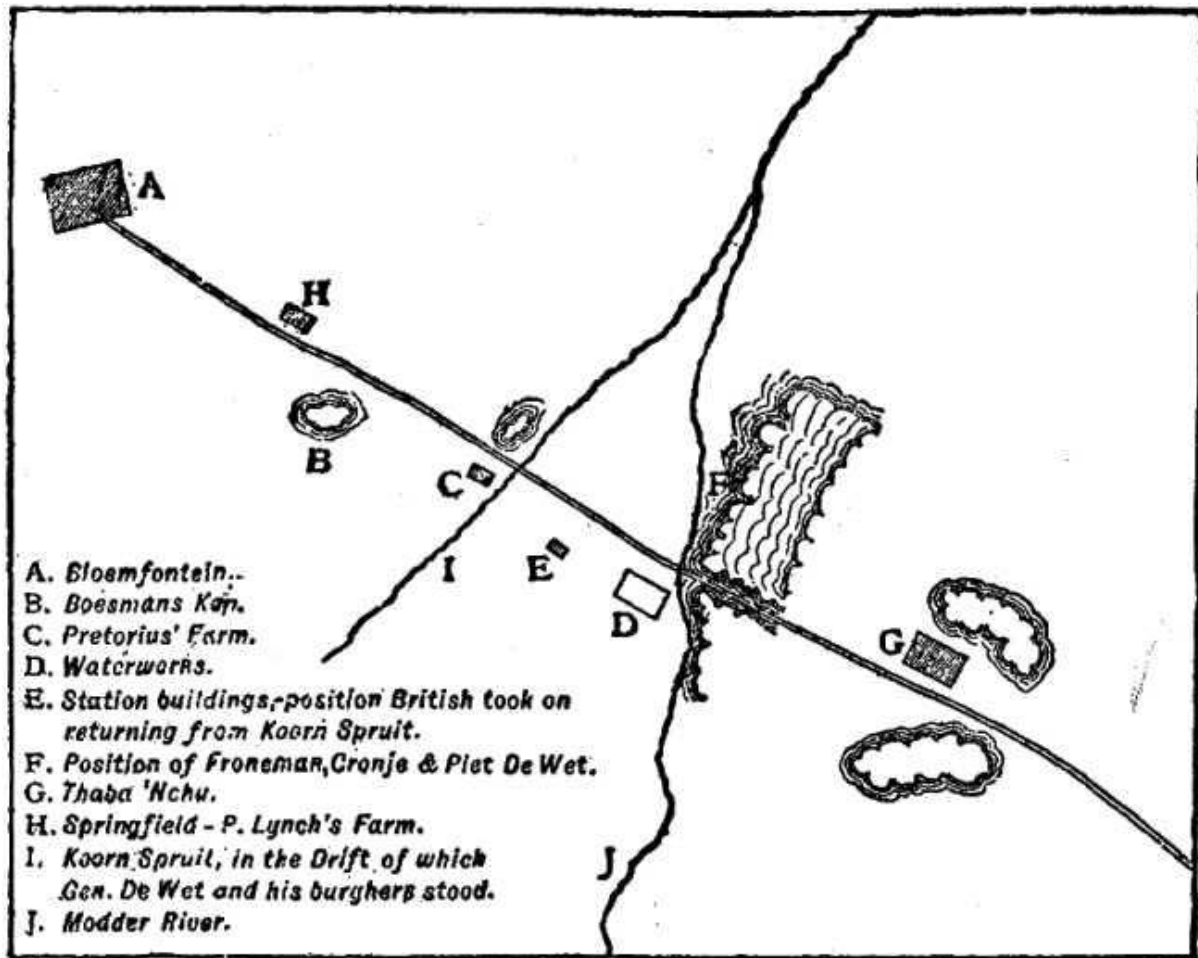 A
H
B
C
I
E
F
D
G
J
A. Bloemfontein.
B. Boesmans Kop.
C. Pretorius' Farm.
D. Waterworks.
E. Station buildings,-position British took on
returning from Koorn Spruit.
F. Position of Froneman, Cronje & Piet De Wet.
G. Thaba 'Nchu.
H. Springfield - P. Lynch's Farm.
I. Koorn Spruit, in the Drift of which
Gen. De Wet and his burghers stood.
J. Modder River.